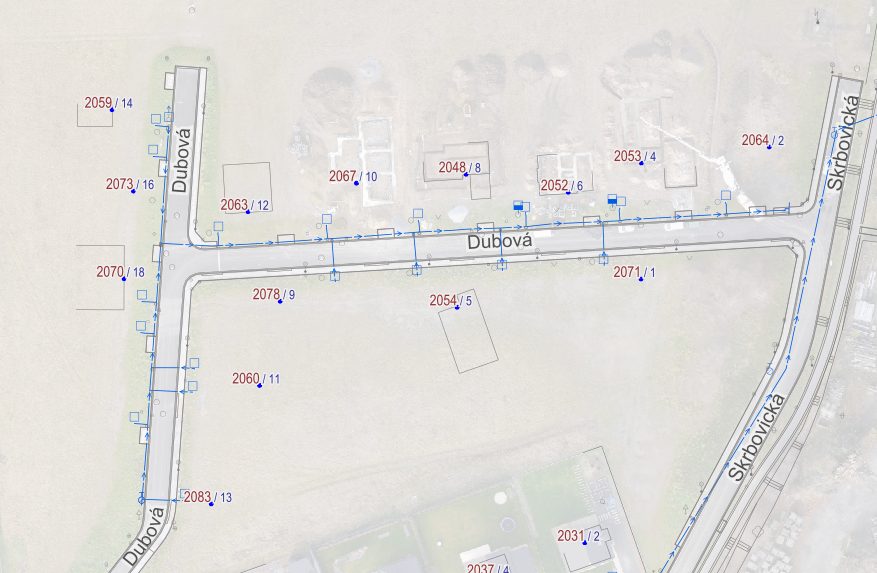 Skrbovická
2059 / 14
Dubová
2064 / 2
2053 / 4
2048 / 8
2067 / 10
2073 / 16
2052 / 6
2063 / 12
Dubová
2070 / 18
2071 / 1
2078 / 9
2054 / 5
2060 / 11
Skrbovická
2083 / 13
Dubová
2031 / 2
2037 / 4